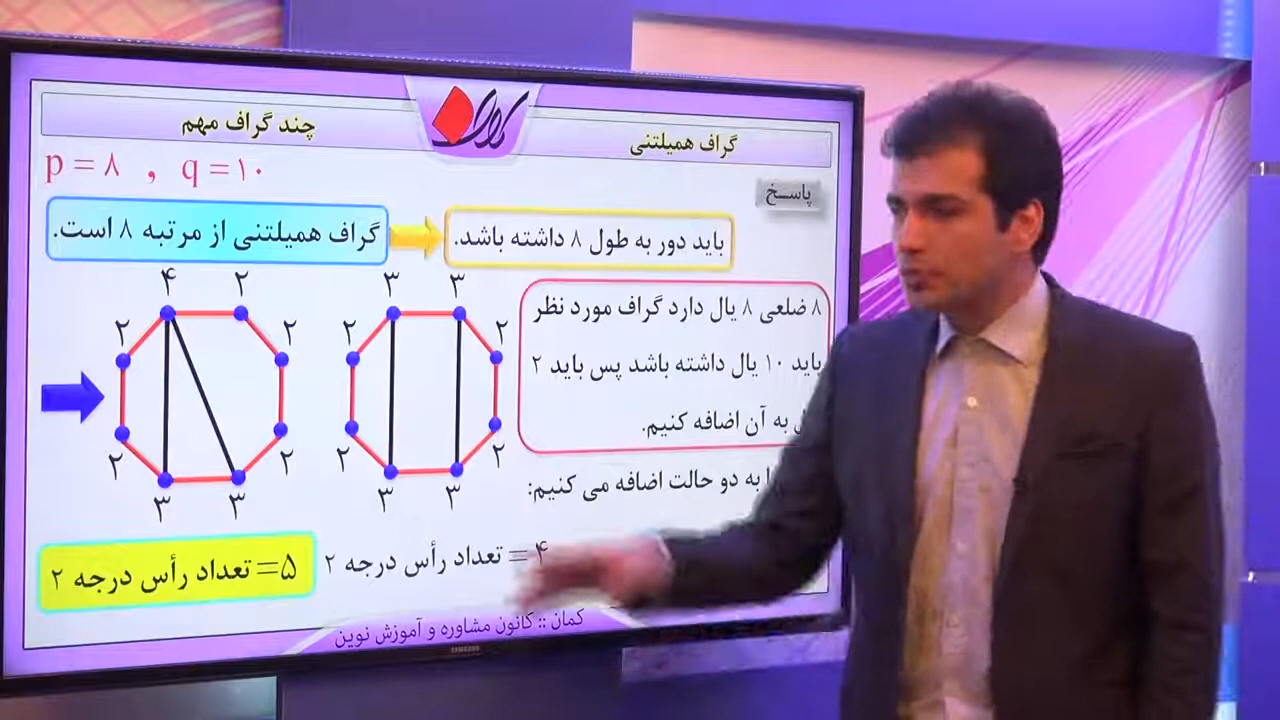 گراف همیلتنی
چند گراف مهم
کمان
p = ۸ , q = ۱۰
پاسخ
باید دور به طول ۸ داشته باشد.
گراف همیلتنی از مرتبه ۸ است.
۸ ضلعی ۸ یال دارد گراف مورد نظر
باید ۱۰ یال داشته باشد پس باید ۲
به آن اضافه کنیم.
به دو حالت اضافه می کنیم:
۳ ۳
۲ ۲
۲ ۲
۳ ۳
۴ ۲
۲ ۲
۲ ۲
۳ ۳
۴ = تعداد رأس درجه ۲
۵ = تعداد رأس درجه ۲
کمان :: کانون مشاوره و آموزش نوین
SAMSUNG